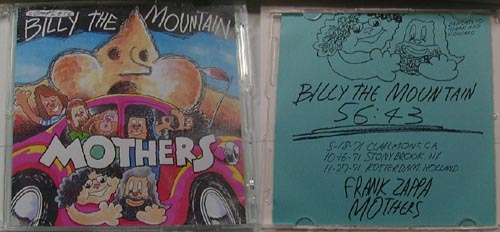 BILLY THE MOUNTAIN
MOTHERS
BILLY THE MOUNTAIN
56:43
5-18-71 CLAREMONT, CA
10-16-71 STONYBROOK, NY
11-27-71 ROTTERDAM, HOLLAND
FRANK ZAPPA
MOTHERS